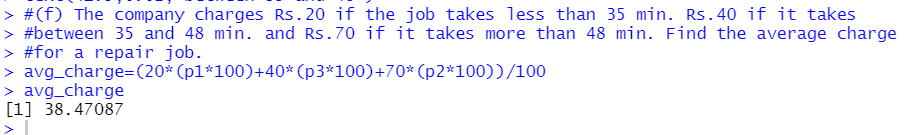 > #(f) The company charges Rs.20 if the job takes less than 35 min. Rs.40 if it takes
> #between 35 and 48 min. and Rs.70 if it takes more than 48 min. Find the average charge
> #for a repair job.
> avg_charge=(20*(p1*100)+40*(p3*100)+70*(p2*100))/100
> avg_charge
[1] 38.47087
>